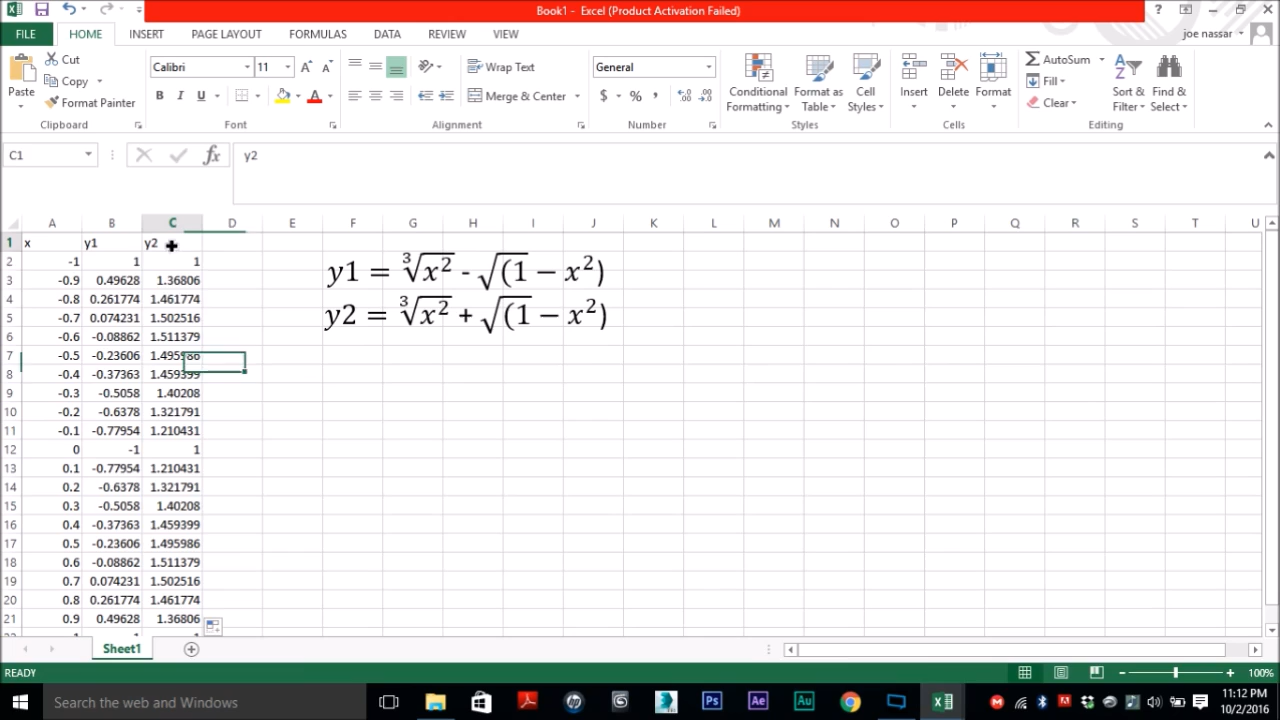 Book1 - Excel (Product Activation Failed)
FILE HOME INSERT PAGE LAYOUT FORMULAS DATA REVIEW VIEW joe nassar
Paste Cut Copy Format Painter
Calibri 11 B I U A
Wrap Text Merge & Center
General $ % ,
Conditional Formatting Format as Table Cell Styles
Insert Delete Format
AutoSum Fill Clear Sort & Filter Find & Select
Clipboard Font Alignment Number Styles Cells Editing
C1 fx y2
A B C D E F G H I J K L M N O P Q R S T U
1 x y1 y2
2 -1 1 1
3 -0.9 0.49628 1.36806
4 -0.8 0.261774 1.461774
5 -0.7 0.074231 1.502516
6 -0.6 -0.08862 1.511379
7 -0.5 -0.23606 1.495986
8 -0.4 -0.37363 1.459399
9 -0.3 -0.5058 1.40208
10 -0.2 -0.6378 1.321791
11 -0.1 -0.77954 1.210431
12 0 -1 1
13 0.1 -0.77954 1.210431
14 0.2 -0.6378 1.321791
15 0.3 -0.5058 1.40208
16 0.4 -0.37363 1.459399
17 0.5 -0.23606 1.495986
18 0.6 -0.08862 1.511379
19 0.7 0.074231 1.502516
20 0.8 0.261774 1.461774
21 0.9 0.49628 1.36806
y1 = ∛x² - √(1 − x²)
y2 = ∛x² + √(1 − x²)
Sheet1
READY 100%
Search the web and Windows
Ps Ae Au
11:12 PM
10/2/2016